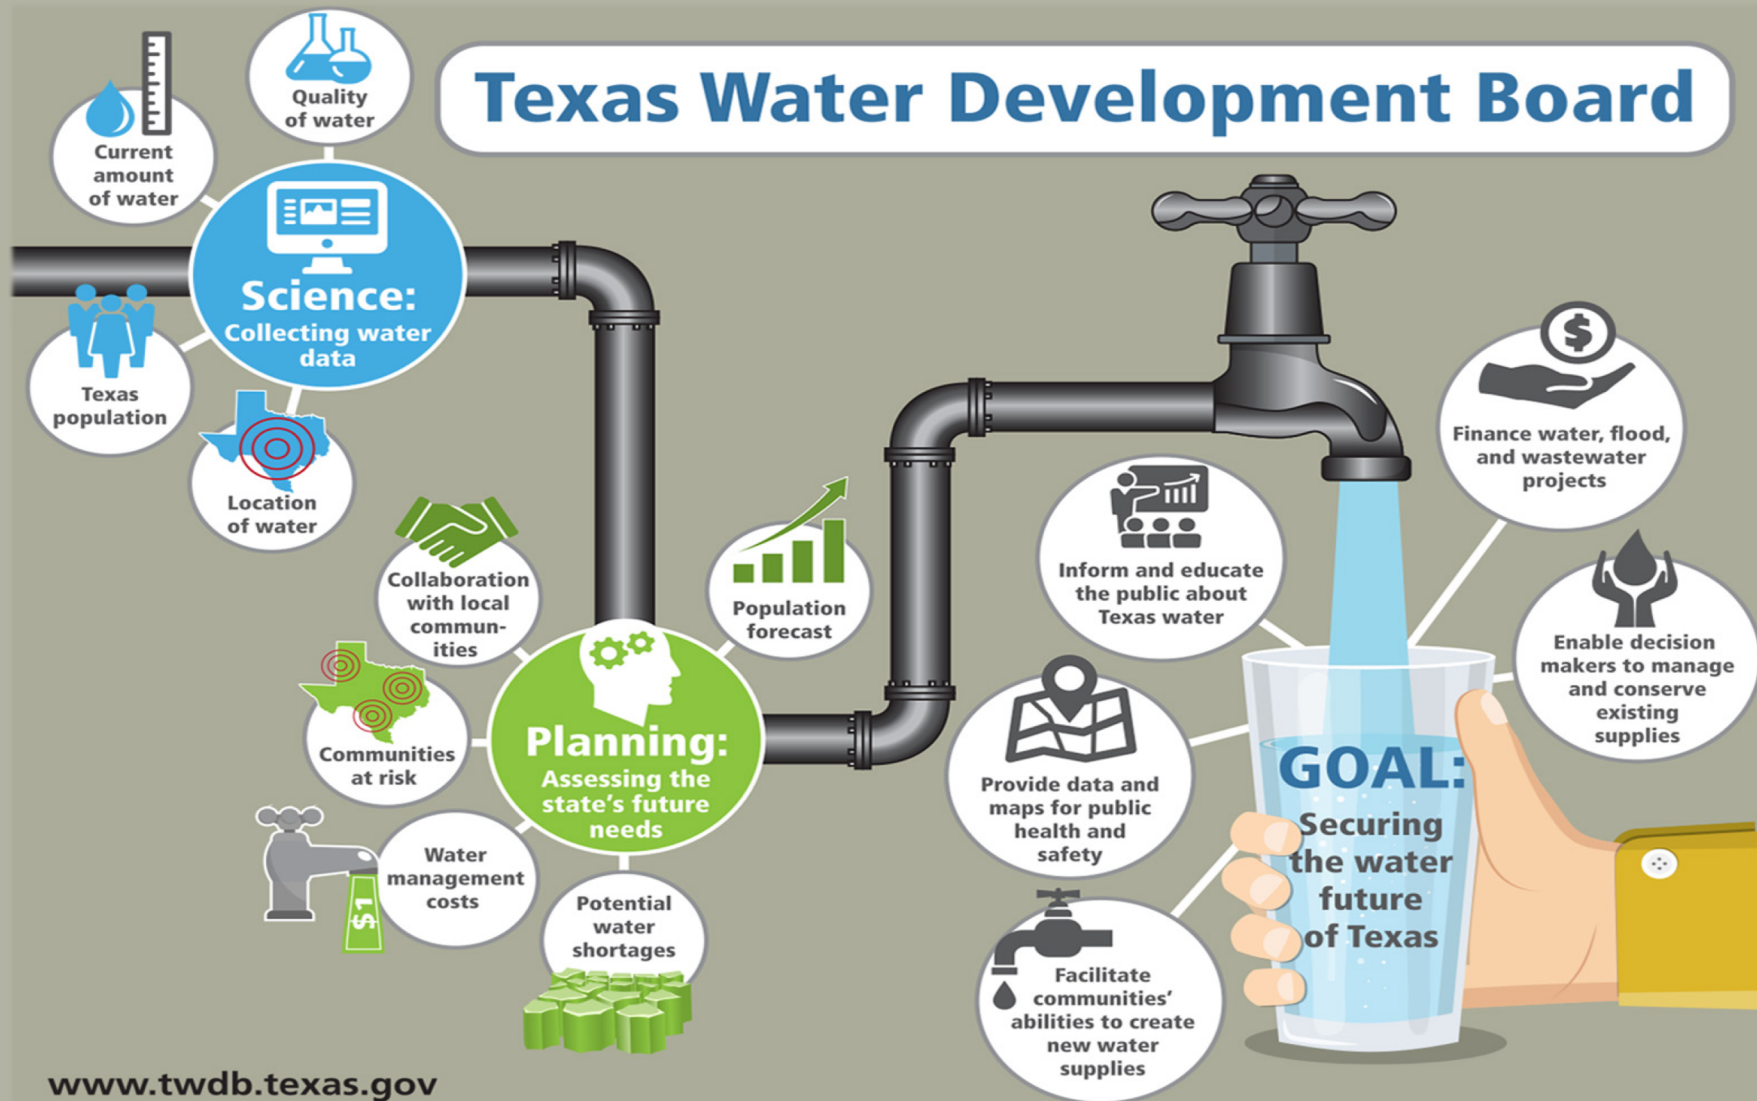 Texas Water Development Board
Quality
of water
Current
amount
of water
Science:
Collecting water
data
Texas
population
Location
of water
Collaboration
with local
commun-
ities
Population
forecast
Communities
at risk
Planning:
Assessing the
state's future
needs
Water
management
costs
$1
Potential
water
shortages
$
Finance water, flood,
and wastewater
projects
Inform and educate
the public about
Texas water
Enable decision
makers to manage
and conserve
existing
supplies
Provide data and
maps for public
health and
safety
Facilitate
communities'
abilities to create
new water
supplies
GOAL:
Securing
the water
future
of Texas
www.twdb.texas.gov